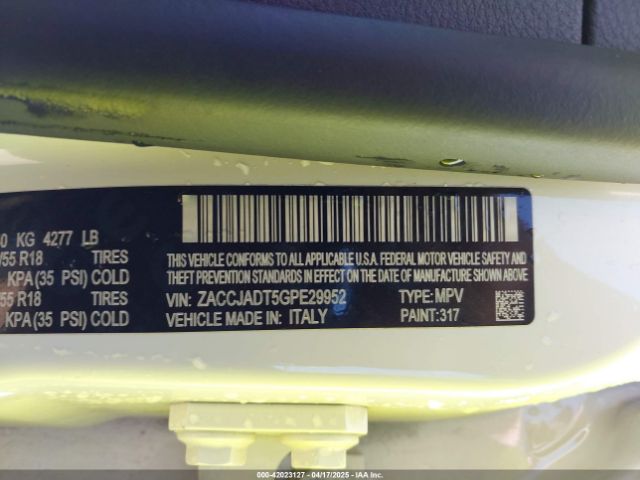 0 KG 4277 LB
55 R18 TIRES
KPA(35 PSI) COLD
55 R18 TIRES
KPA(35 PSI) COLD
THIS VEHICLE CONFORMS TO ALL APPLICABLE U.S.A. FEDERAL MOTOR VEHICLE SAFETY AND
THEFT PREVENTION STANDARDS IN EFFECT ON THE DATE OF MANUFACTURE SHOWN ABOVE.
VIN: ZACCJADT5GPE29952 TYPE: MPV
VEHICLE MADE IN: ITALY PAINT: 317
000-42023127 - 04/17/2025 - COPYRIGHT IAA, LLC.